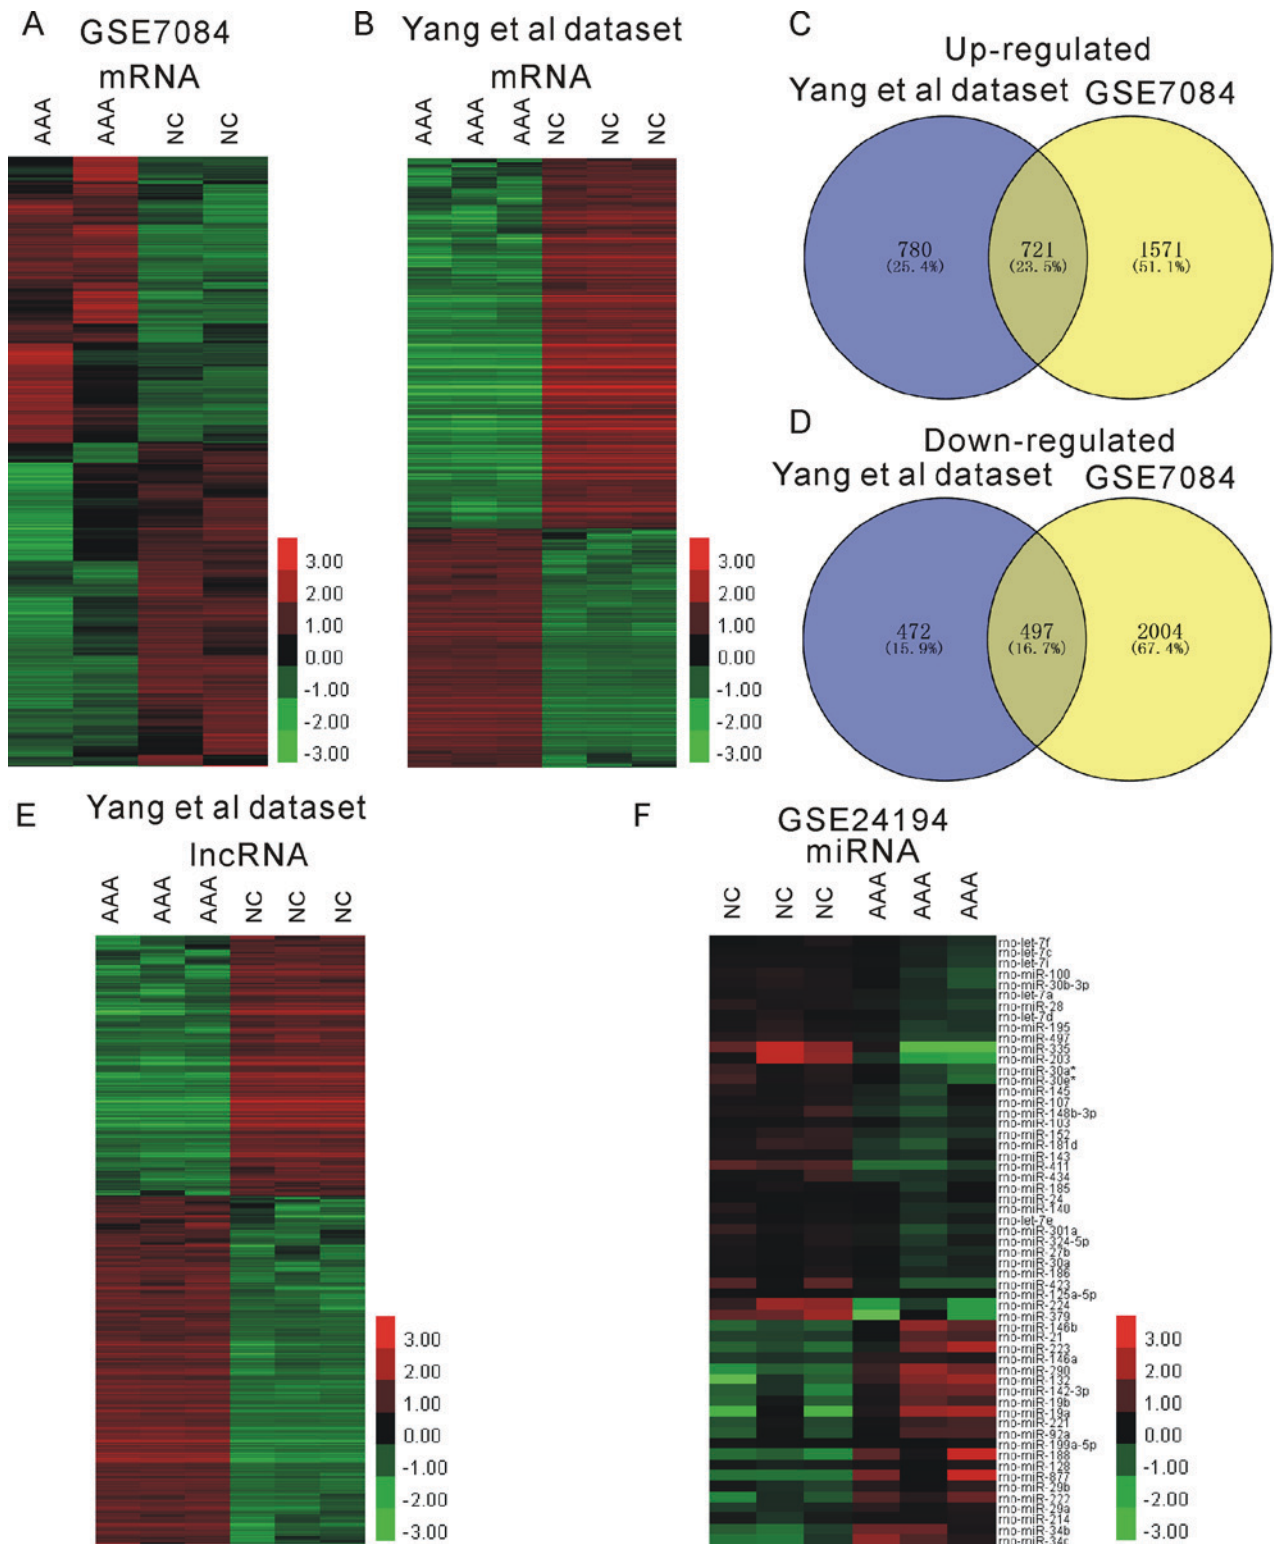 A
GSE7084
mRNA
AAA
AAA
NC
NC
3.00
2.00
1.00
0.00
-1.00
-2.00
-3.00
B
Yang et al dataset
mRNA
AAA
AAA
AAA
NC
NC
NC
3.00
2.00
1.00
0.00
-1.00
-2.00
-3.00
C
Up-regulated
Yang et al dataset GSE7084
780 721 1571
(25.4%) (23.5%) (51.1%)
D
Down-regulated
Yang et al dataset GSE7084
472 497 2004
(15.9%) (16.7%) (67.4%)
E
Yang et al dataset
lncRNA
AAA
AAA
AAA
NC
NC
NC
3.00
2.00
1.00
0.00
-1.00
-2.00
-3.00
F
GSE24194
miRNA
NC
NC
NC
AAA
AAA
AAA
rno-let-7f
rno-let-7c
rno-let-7i
rno-miR-100
rno-miR-30b-3p
rno-let-7a
rno-miR-28
rno-let-7d
rno-miR-195
rno-miR-497
rno-miR-335
rno-miR-203
rno-miR-30a*
rno-miR-30e*
rno-miR-145
rno-miR-107
rno-miR-148b-3p
rno-miR-103
rno-miR-152
rno-miR-181d
rno-miR-143
rno-miR-411
rno-miR-434
rno-miR-185
rno-miR-24
rno-miR-140
rno-let-7e
rno-miR-301a
rno-miR-324-5p
rno-miR-27b
rno-miR-30a
rno-miR-186
rno-miR-423
rno-miR-125a-5p
rno-miR-224
rno-miR-379
rno-miR-146b
rno-miR-21
rno-miR-223
rno-miR-146a
rno-miR-290
rno-miR-132
rno-miR-142-3p
rno-miR-19b
rno-miR-19a
rno-miR-221
rno-miR-92a
rno-miR-199a-5p
rno-miR-188
rno-miR-128
rno-miR-877
rno-miR-29b
rno-miR-222
rno-miR-29a
rno-miR-214
rno-miR-34b
rno-miR-34c
3.00
2.00
1.00
0.00
-1.00
-2.00
-3.00